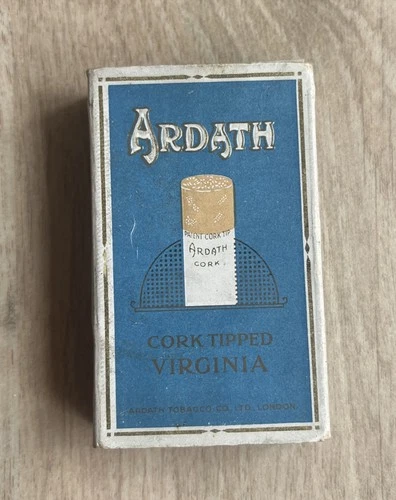 ARDATH
PATENT CORK TIP
ARDATH
CORK.
CORK TIPPED
VIRGINIA
ARDATH TOBACCO CO. LTD. LONDON.